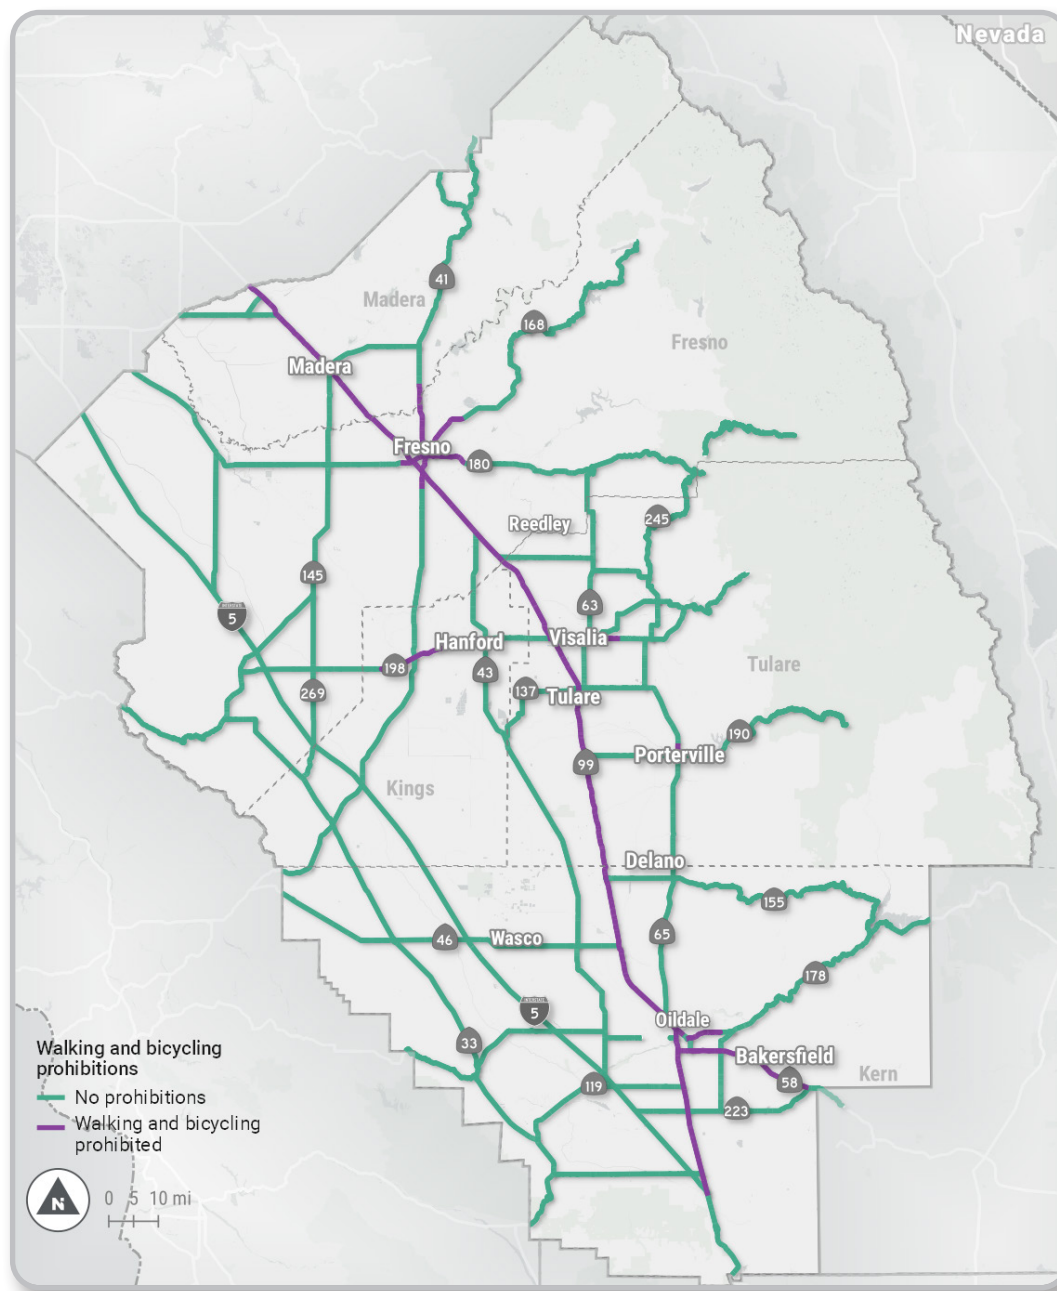 Nevada
41
Madera
168
Fresno
Madera
Fresno
180
Reedley
245
145
INTERSTATE
5
63
Hanford
Visalia
198
43
Tulare
269
137
Tulare
190
99
Porterville
Kings
Delano
155
46
Wasco
65
178
INTERSTATE
5
Oildale
33
Bakersfield
58
Kern
119
223
Walking and bicycling
prohibitions
No prohibitions
Walking and bicycling
prohibited
N
0 5 10 mi